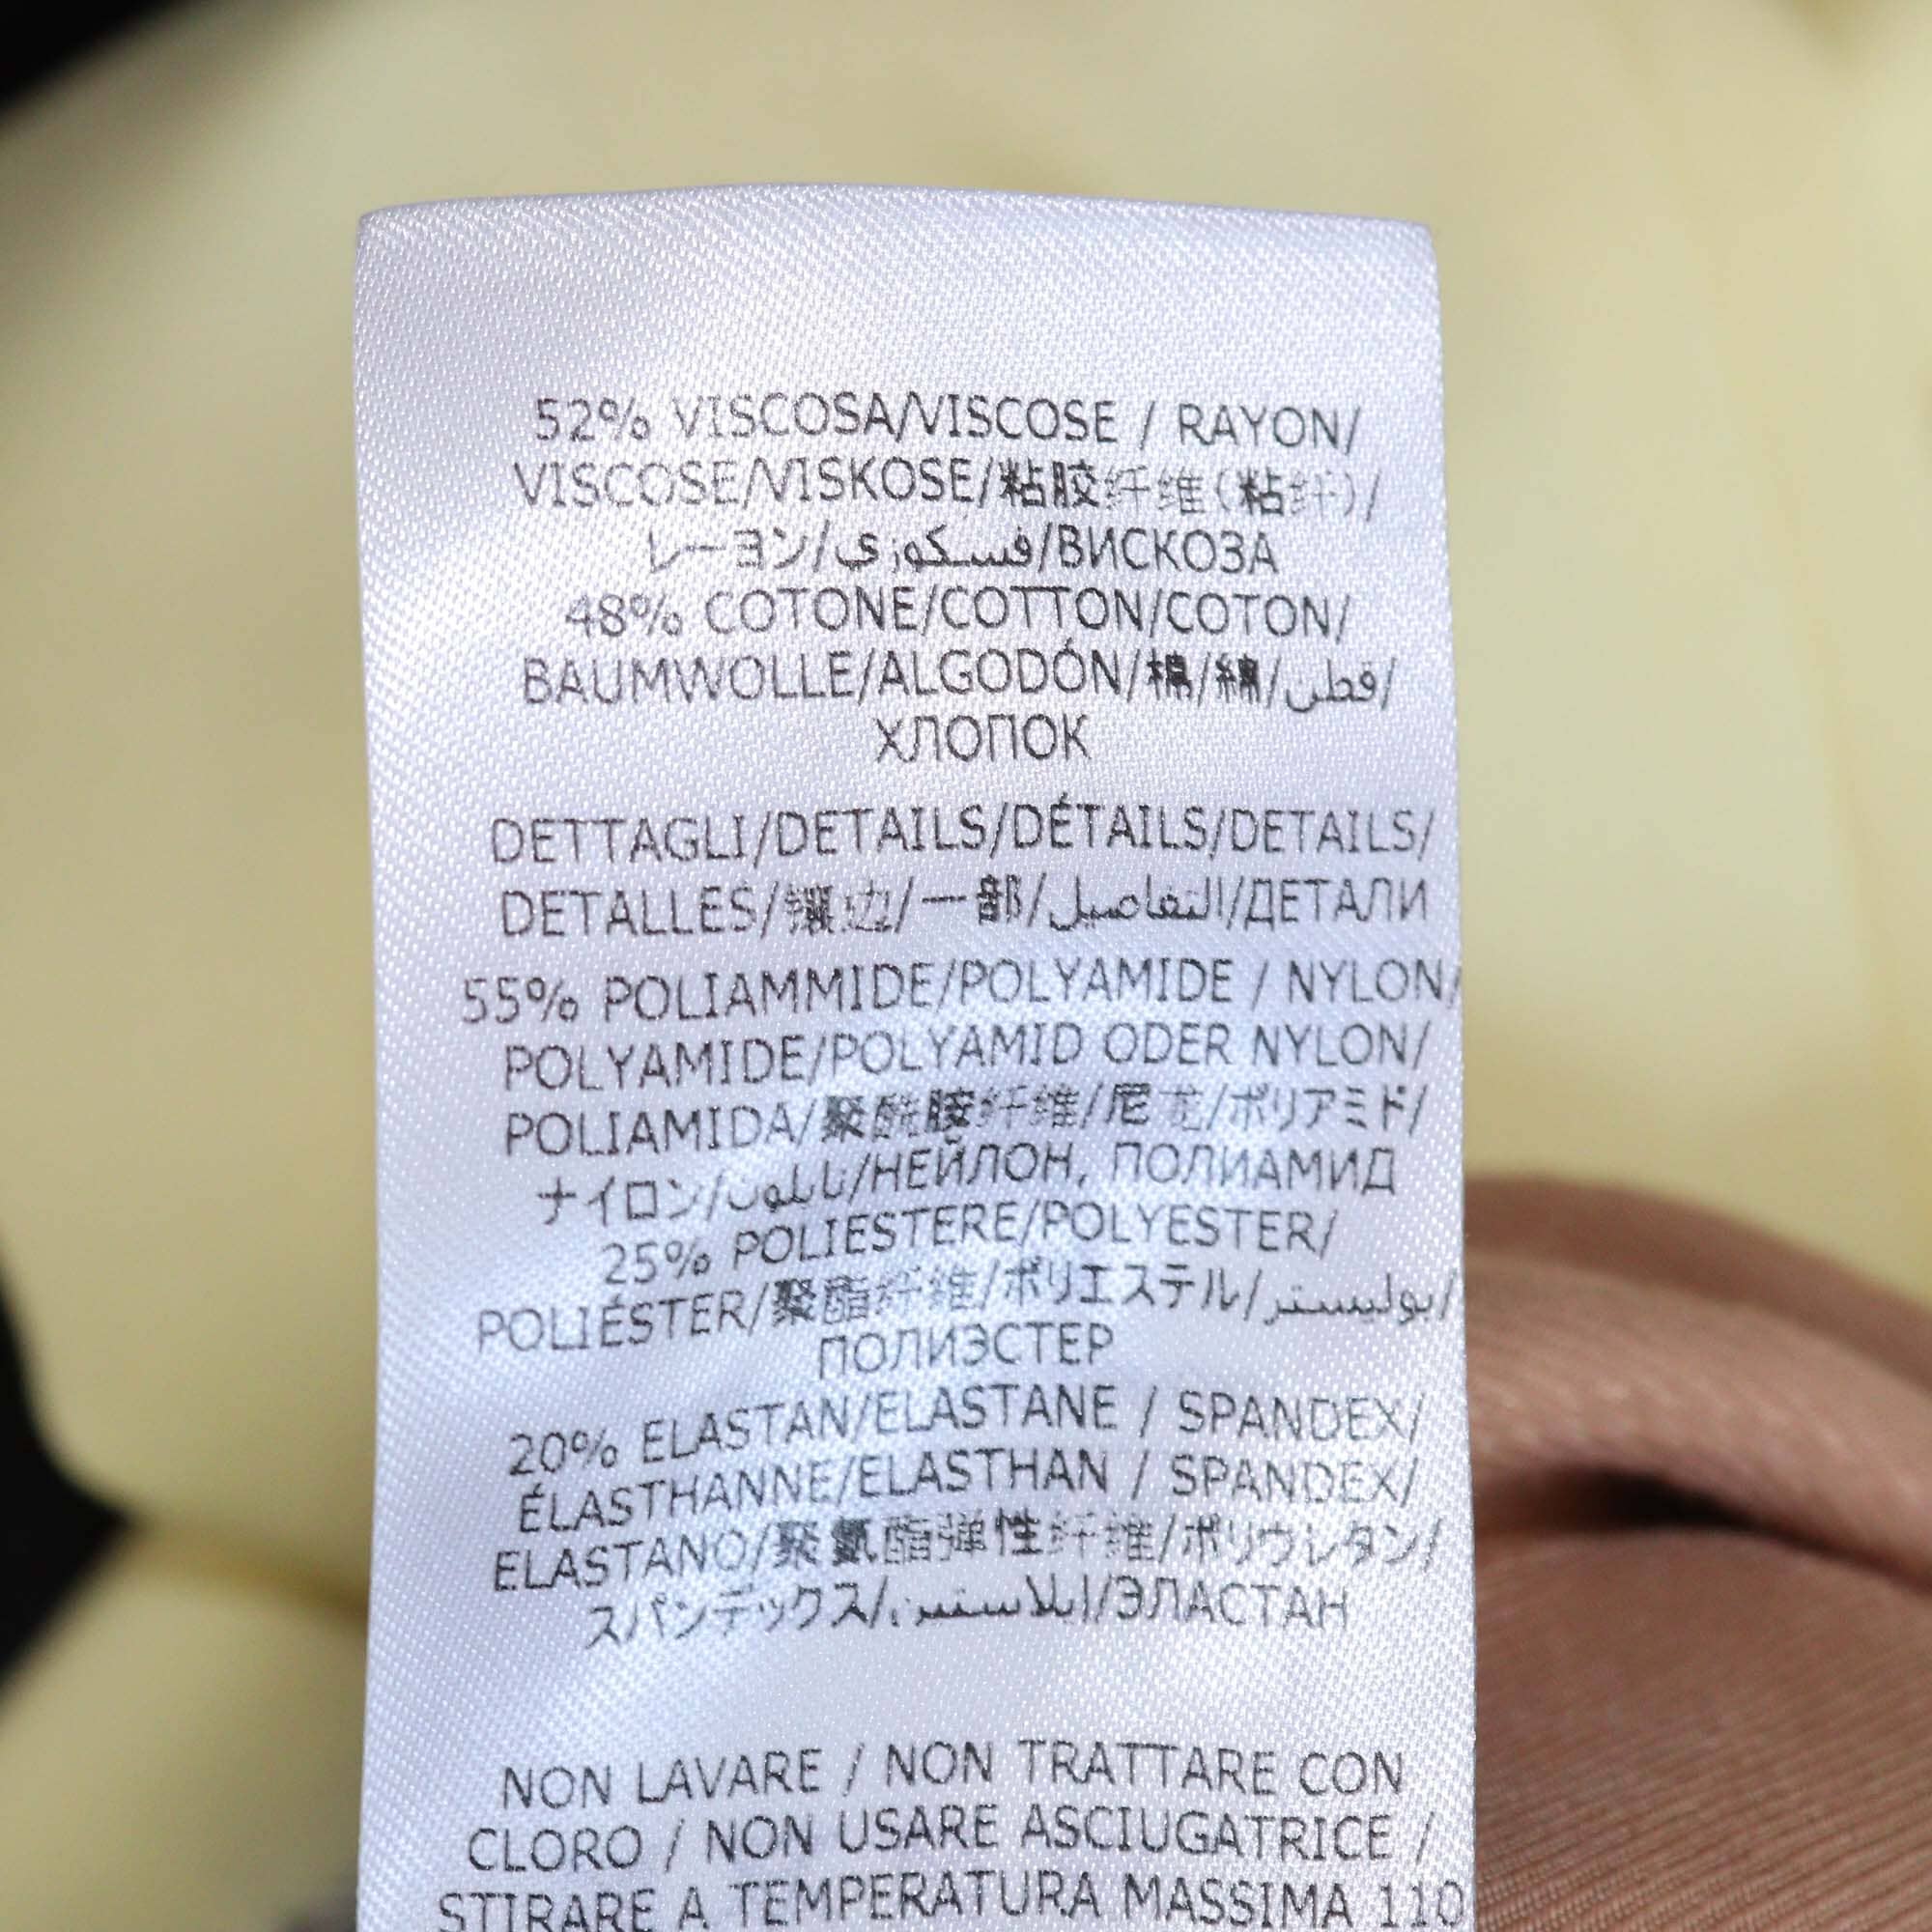 52% VISCOSA/VISCOSE / RAYON/
VISCOSE/VISKOSE/粘胶纤维(粘纤)/
レーヨン/فسكوزي/ВИСКОЗА
48% COTONE/COTTON/COTON/
BAUMWOLLE/ALGODÓN/棉/綿/قطن/
ХЛОПОК
DETTAGLI/DETAILS/DÉTAILS/DETAILS/
DETALLES/镶边/一部/التفاصيل/ДЕТАЛИ
55% POLIAMMIDE/POLYAMIDE / NYLON/
POLYAMIDE/POLYAMID ODER NYLON/
POLIAMIDA/聚酰胺纤维/尼龙/ポリアミド/
ナイロン/نايلون/НЕЙЛОН, ПОЛИАМИД
25% POLIESTERE/POLYESTER/
POLIÉSTER/聚酯纤维/ポリエステル/بوليستر/
ПОЛИЭСТЕР
20% ELASTAN/ELASTANE / SPANDEX/
ÉLASTHANNE/ELASTHAN / SPANDEX/
ELASTANO/聚氨酯弹性纤维/ポリウレタン/
スパンデックス/ايلاستين/ЭЛАСТАН
NON LAVARE / NON TRATTARE CON
CLORO / NON USARE ASCIUGATRICE /
STIRARE A TEMPERATURA MASSIMA 110